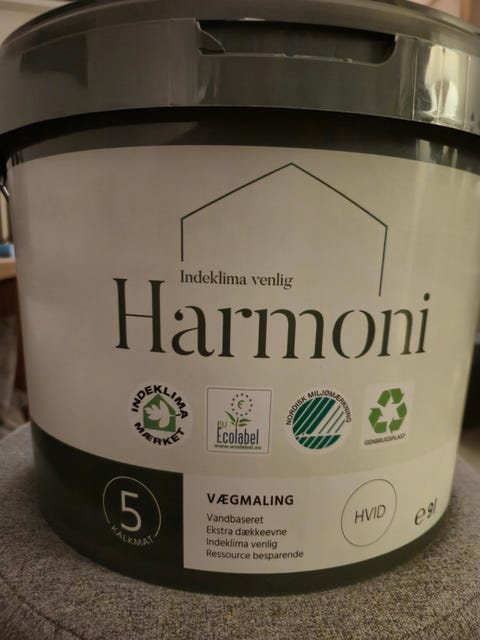 Indeklima venlig
Harmoni
INDEKLIMA MÆRKET
EU
Ecolabel
www.ecolabel.eu
NORDISK MILJØMÆRKNING
GENBRUGSPLAST
5
KALKMAT
VÆGMALING
Vandbaseret
Ekstra dækkeevne
Indeklima venlig
Ressource besparende
HVID
e 9l